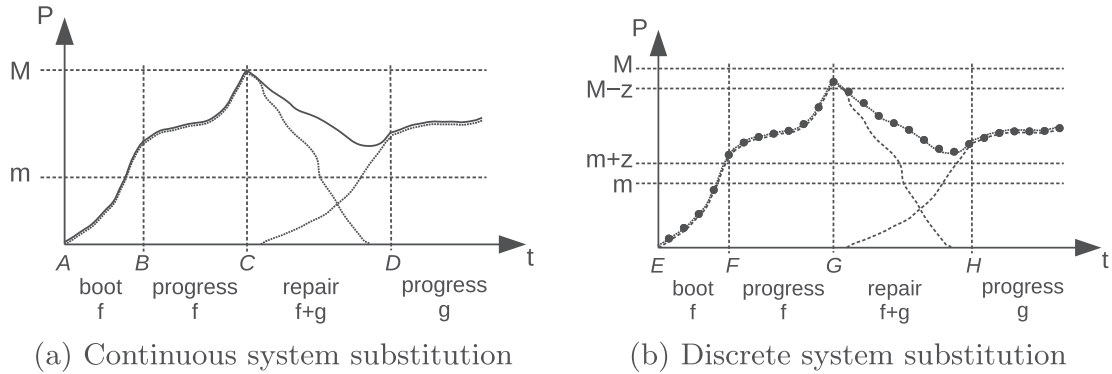 P
M
m
A B C D
t
boot progress repair progress
f f f+g g
(a) Continuous system substitution
P
M
M−z
m+z
m
E F G H
t
boot progress repair progress
f f f+g g
(b) Discrete system substitution